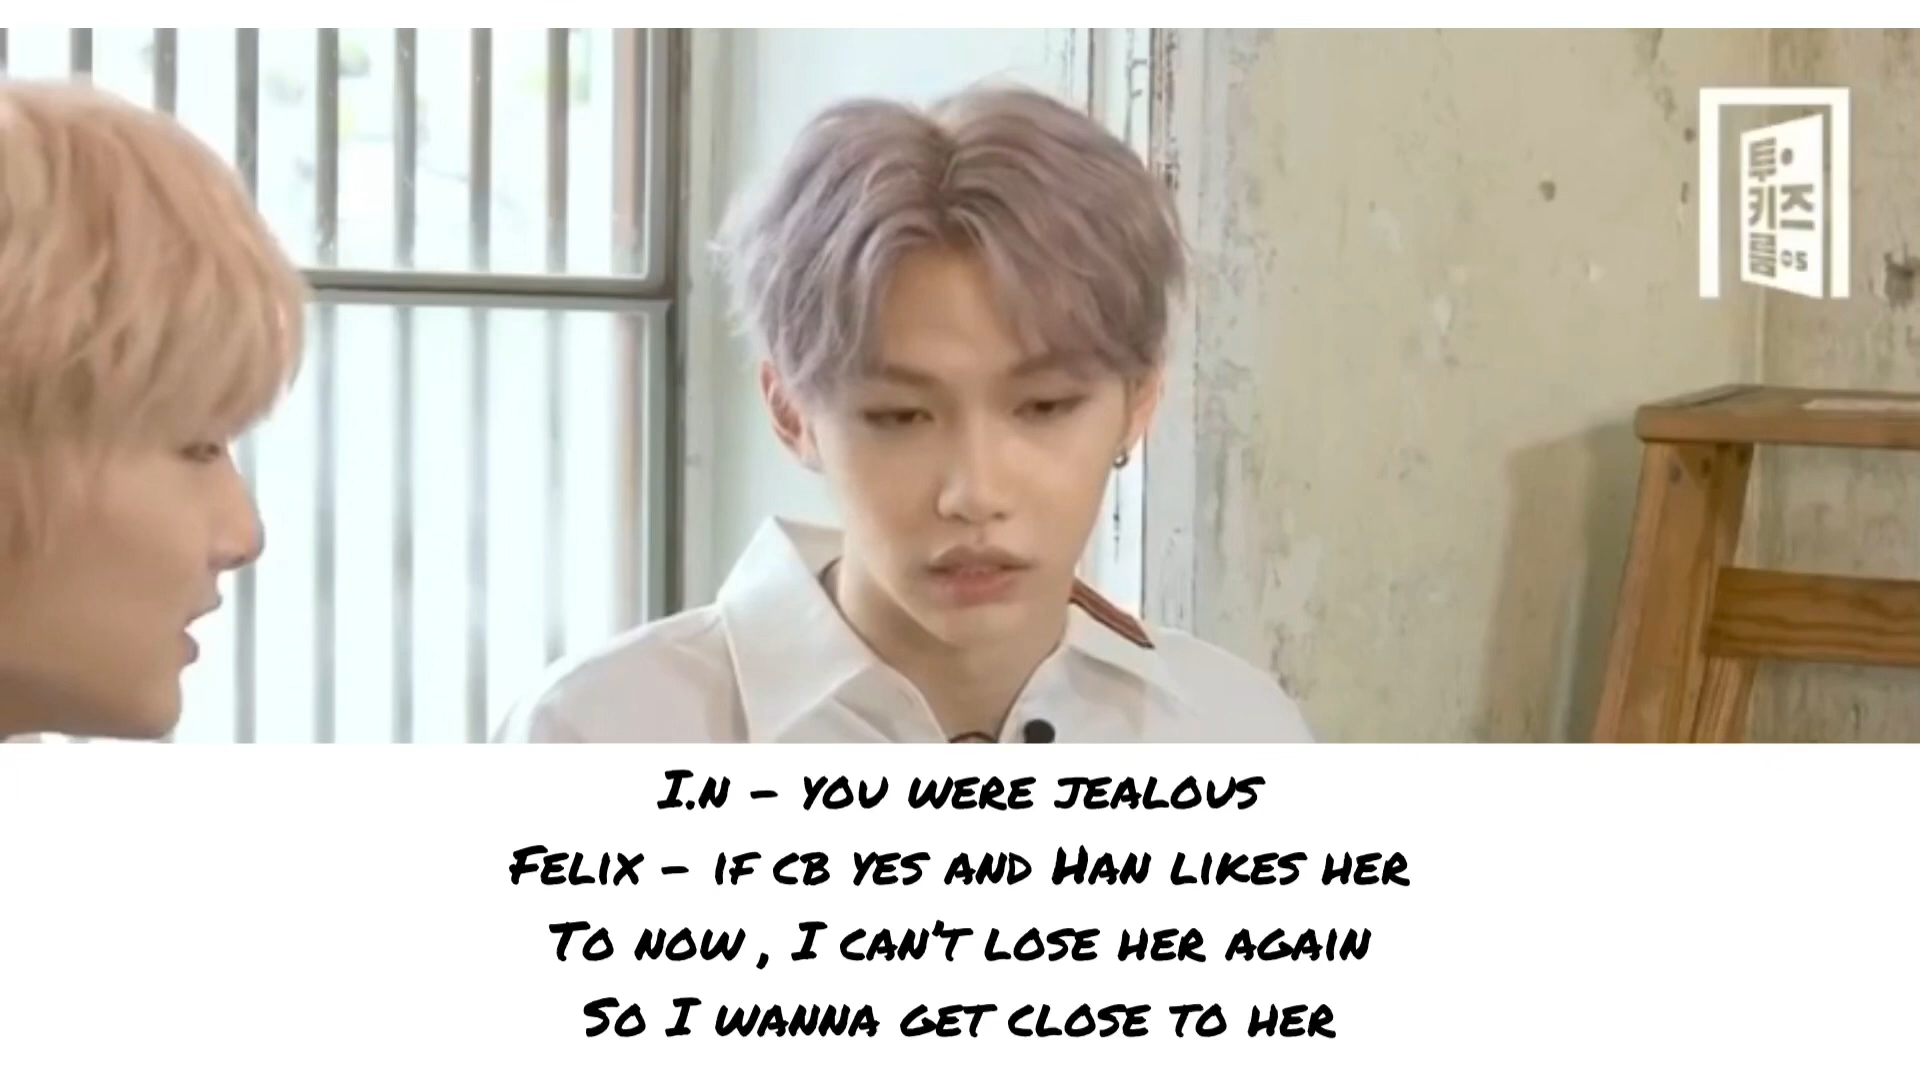 투·
키즈
룸 05
I.N - YOU WERE JEALOUS
FELIX - IF CB YES AND HAN LIKES HER
TO NOW , I CAN'T LOSE HER AGAIN
SO I WANNA GET CLOSE TO HER